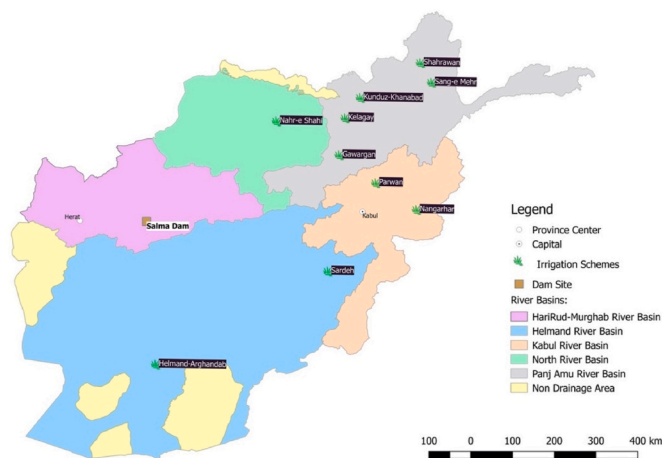 Shahrawan
Sang-e Mehr
Kunduz-Khanabad
Kelagay
Nahr-e Shahi
Gawargan
Parwan
Nangarhar
Kabul
Herat
Salma Dam
Sardeh
Helmand-Arghandab
Legend
Province Center
Capital
Irrigation Schemes
Dam Site
River Basins:
HariRud-Murghab River Basin
Helmand River Basin
Kabul River Basin
North River Basin
Panj Amu River Basin
Non Drainage Area
100 0 100 200 300 400 km